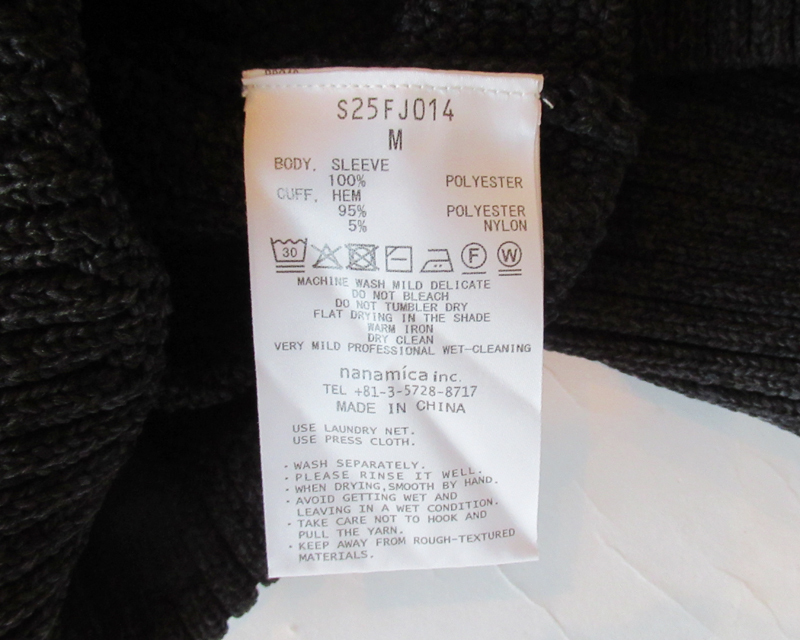 S25FJ014
M
BODY, SLEEVE
100% POLYESTER
CUFF, HEM
95% POLYESTER
5% NYLON
30 F W
MACHINE WASH MILD DELICATE
DO NOT BLEACH
DO NOT TUMBLER DRY
FLAT DRYING IN THE SHADE
WARM IRON
DRY CLEAN
VERY MILD PROFESSIONAL WET-CLEANING
nanamica inc.
TEL +81-3-5728-8717
MADE IN CHINA
USE LAUNDRY NET.
USE PRESS CLOTH.
・WASH SEPARATELY.
・PLEASE RINSE IT WELL.
・WHEN DRYING,SMOOTH BY HAND.
・AVOID GETTING WET AND
LEAVING IN A WET CONDITION.
・TAKE CARE NOT TO HOOK AND
PULL THE YARN.
・KEEP AWAY FROM ROUGH-TEXTURED
MATERIALS.